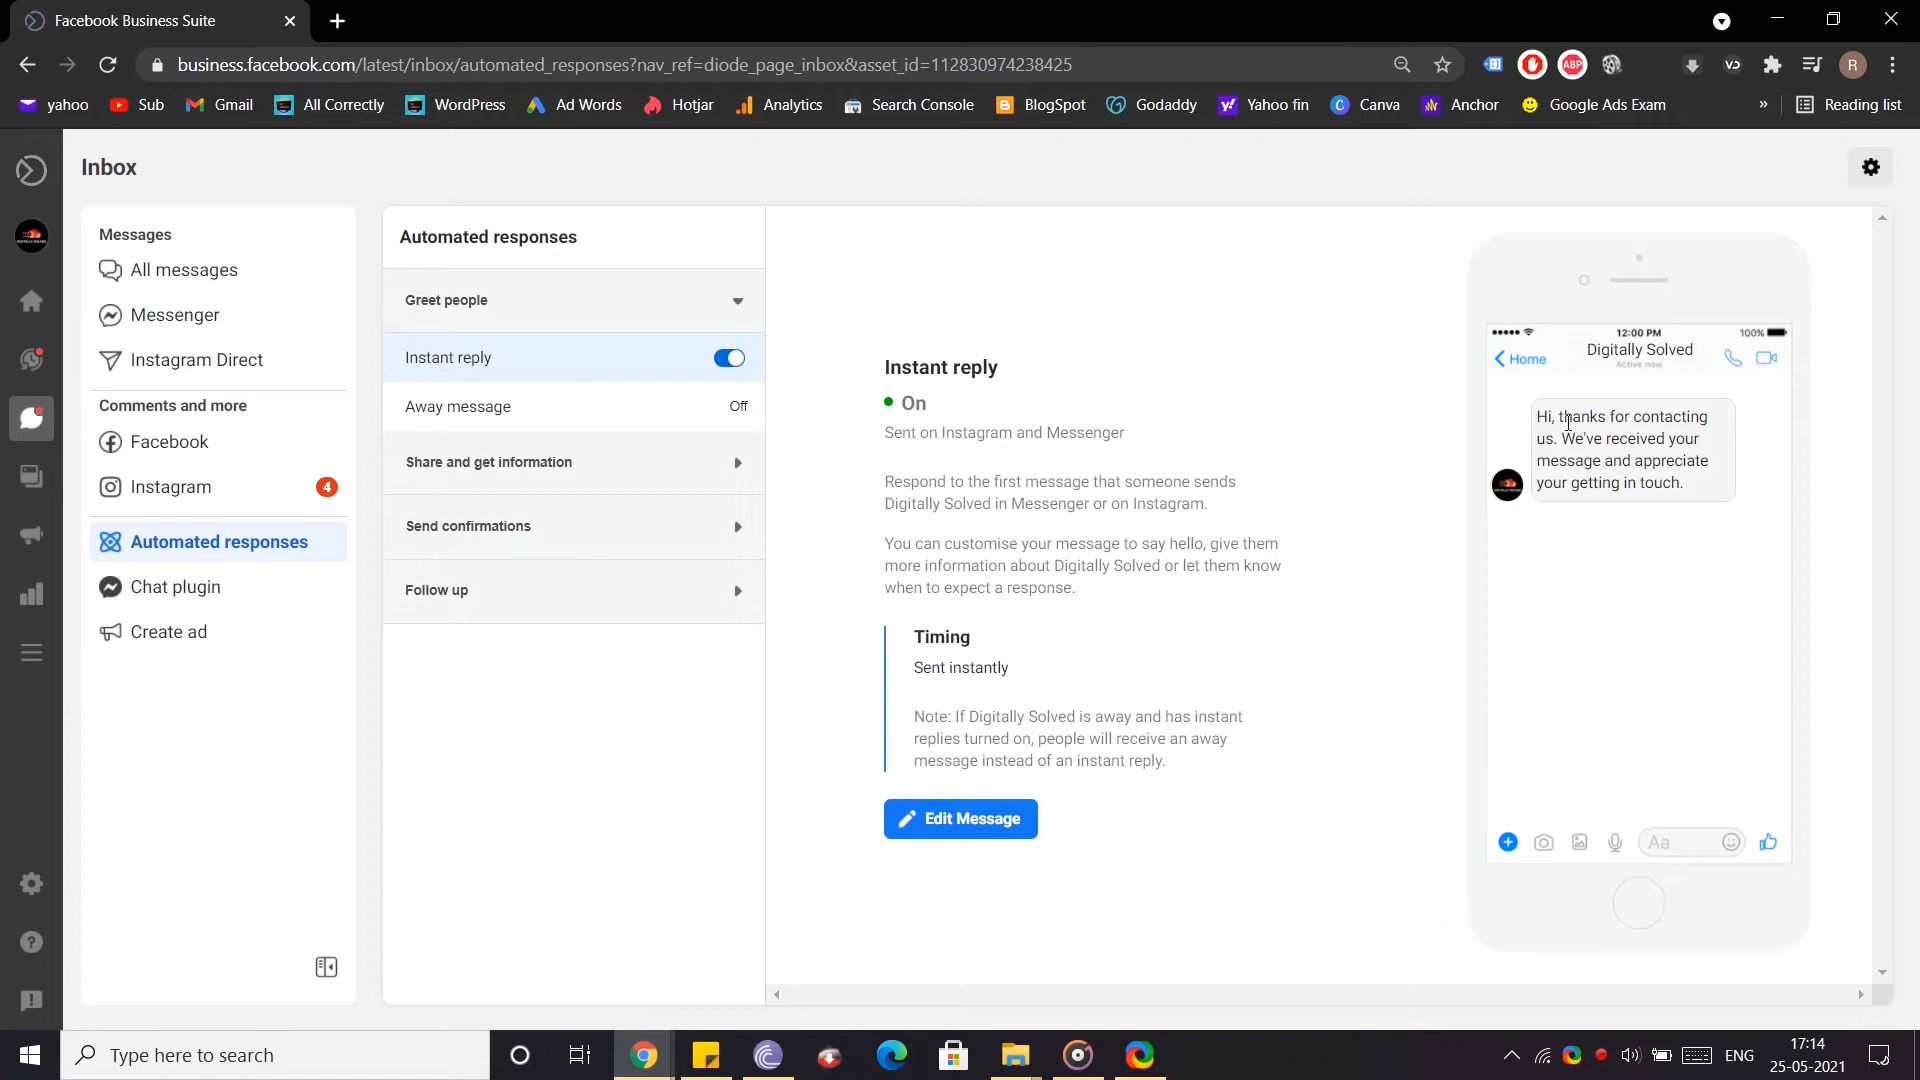 Facebook Business Suite
business.facebook.com/latest/inbox/automated_responses?nav_ref=diode_page_inbox&asset_id=112830974238425
ABP
R
yahoo
Sub
Gmail
All Correctly
WordPress
Ad Words
Hotjar
Analytics
Search Console
BlogSpot
Godaddy
Yahoo fin
Canva
Anchor
Google Ads Exam
»
Reading list
Inbox
Messages
All messages
Messenger
Instagram Direct
Comments and more
Facebook
Instagram
4
Automated responses
Chat plugin
Create ad
Automated responses
Greet people
Instant reply
Away message
Off
Share and get information
Send confirmations
Follow up
Instant reply
On
Sent on Instagram and Messenger
Respond to the first message that someone sends
Digitally Solved in Messenger or on Instagram.
You can customise your message to say hello, give them
more information about Digitally Solved or let them know
when to expect a response.
Timing
Sent instantly
Note: If Digitally Solved is away and has instant
replies turned on, people will receive an away
message instead of an instant reply.
Edit Message
12:00 PM
100%
Home
Digitally Solved
Active now
Hi, thanks for contacting
us. We've received your
message and appreciate
your getting in touch.
Aa
Type here to search
ENG
17:14
25-05-2021